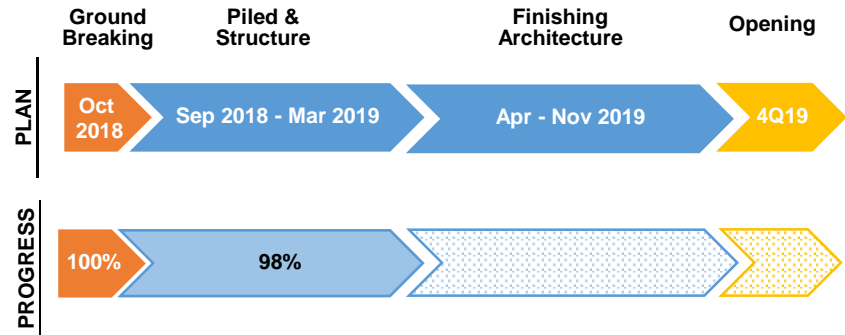 Ground
Breaking
Piled &
Structure
Finishing
Architecture
Opening
PLAN
Oct
2018
Sep 2018 - Mar 2019
Apr - Nov 2019
4Q19
PROGRESS
100%
98%